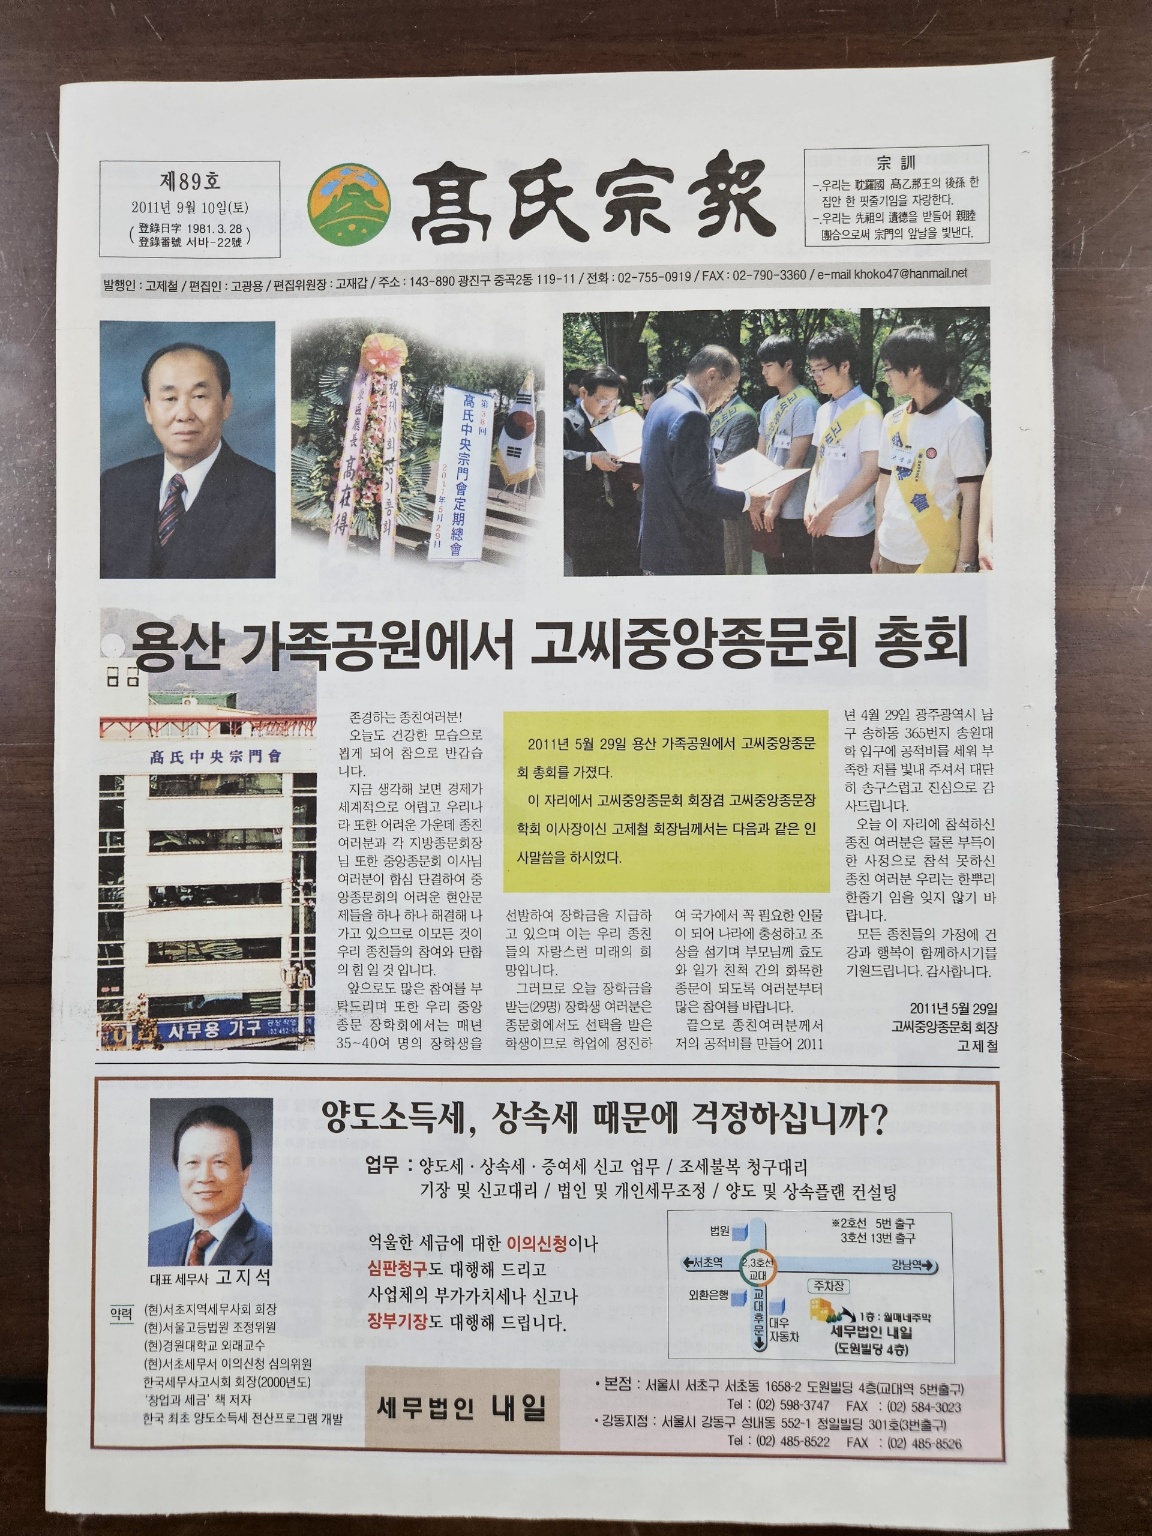 제89호
2011년 9월 10일(토)
登錄日字 1981. 3. 28
登錄番號 서바-22號
髙氏宗報
宗 訓
-.우리는 耽羅國 髙乙那王의 後孫 한
집안 한 핏줄기임을 자랑한다.
-.우리는 先祖의 遺德을 받들어 親睦
團合으로써 宗門의 앞날을 빛낸다.
발행인 : 고제철 / 편집인 : 고광용 / 편집위원장 : 고재갑 / 주소 : 143-890 광진구 중곡2동 119-11 / 전화 : 02-755-0919 / FAX : 02-790-3360 / e-mail khoko47@hanmail.net
髙在得
第38回
髙氏中央宗門會定期總會
2011年5月29日
용산 가족공원에서 고씨중앙종문회 총회
髙氏中央宗門會
사무용 가구
존경하는 종친여러분!
오늘도 건강한 모습으로
뵙게 되어 참으로 반갑습
니다.
지금 생각해 보면 경제가
세계적으로 어렵고 우리나
라 또한 어려운 가운데 종친
여러분과 각 지방종문회장
님 또한 중앙종문회 이사님
여러분이 합심 단결하여 중
앙종문회의 어려운 현안문
제들을 하나 하나 해결해 나
가고 있으므로 이모든 것이
우리 종친들의 참여와 단합
의 힘 일 것 입니다.
앞으로도 많은 참여를 부
탁드리며 또한 우리 중앙
종문 장학회에서는 매년
35~40여 명의 장학생을
2011년 5월 29일 용산 가족공원에서 고씨중앙종문
회 총회를 가졌다.
이 자리에서 고씨중앙종문회 회장겸 고씨중앙종문장
학회 이사장이신 고제철 회장님께서는 다음과 같은 인
사말씀을 하시었다.
선발하여 장학금을 지급하
고 있으며 이는 우리 종친
들의 자랑스런 미래의 희
망입니다.
그러므로 오늘 장학금을
받는(29명) 장학생 여러분은
종문회에서도 선택을 받은
학생이므로 학업에 정진하
여 국가에서 꼭 필요한 인물
이 되어 나라에 충성하고 조
상을 섬기며 부모님께 효도
와 일가 친척 간의 화목한
종문이 되도록 여러분부터
많은 참여를 바랍니다.
끝으로 종친여러분께서
저의 공적비를 만들어 2011
년 4월 29일 광주광역시 남
구 송하동 365번지 송원대
학 입구에 공적비를 세워 부
족한 저를 빛내 주셔서 대단
히 송구스럽고 진심으로 감
사드립니다.
오늘 이 자리에 참석하신
종친 여러분은 물론 부득이
한 사정으로 참석 못하신
종친 여러분 우리는 한뿌리
한줄기 임을 잊지 않기 바
랍니다.
모든 종친들의 가정에 건
강과 행복이 함께하시기를
기원드립니다. 감사합니다.
2011년 5월 29일
고씨중앙종문회 회장
고 제 철
양도소득세, 상속세 때문에 걱정하십니까?
업무 : 양도세 · 상속세 · 증여세 신고 업무 / 조세불복 청구대리
기장 및 신고대리 / 법인 및 개인세무조정 / 양도 및 상속플랜 컨설팅
억울한 세금에 대한 이의신청이나
심판청구도 대행해 드리고
사업체의 부가가치세나 신고나
장부기장도 대행해 드립니다.
대표 세무사 고지석
약력
(현)서초지역세무사회 회장
(현)서울고등법원 조정위원
(현)경원대학교 외래교수
(현)서초세무서 이의신청 심의위원
한국세무사고시회 회장(2000년도)
'창업과 세금' 책 저자
한국 최초 양도소득세 전산프로그램 개발
법원
※2호선 5번 출구
3호선 13번 출구
서초역
2,3호선
교대
강남역
외환은행
교대후문
대우
자동차
주차장
1층 : 월매네주막
세무법인 내일
(도원빌딩 4층)
세무법인 내일
• 본점 : 서울시 서초구 서초동 1658-2 도원빌딩 4층(교대역 5번출구)
Tel : (02) 598-3747 FAX : (02) 584-3023
• 강동지점 : 서울시 강동구 성내동 552-1 정일빌딩 301호(3번출구)
Tel : (02) 485-8522 FAX : (02) 485-8526